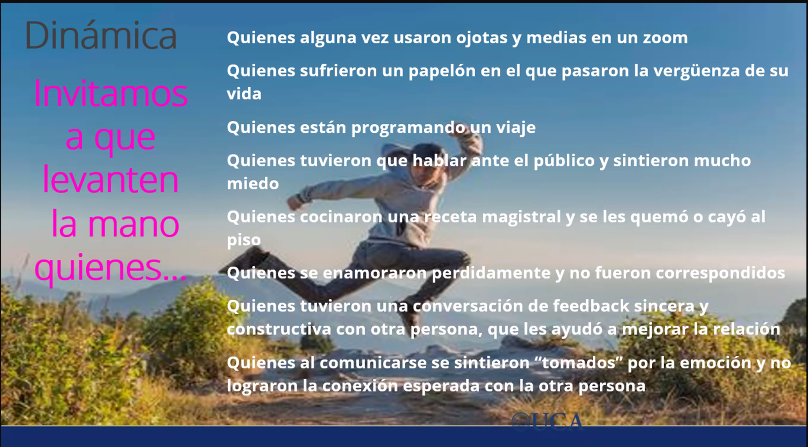 Dinámica
Invitamos
a que
levanten
la mano
quienes...
Quienes alguna vez usaron ojotas y medias en un zoom
Quienes sufrieron un papelón en el que pasaron la vergüenza de su
vida
Quienes están programando un viaje
Quienes tuvieron que hablar ante el público y sintieron mucho
miedo
Quienes cocinaron una receta magistral y se les quemó o cayó al
piso
Quienes se enamoraron perdidamente y no fueron correspondidos
Quienes tuvieron una conversación de feedback sincera y
constructiva con otra persona, que les ayudó a mejorar la relación
Quienes al comunicarse se sintieron “tomados” por la emoción y no
lograron la conexión esperada con la otra persona
UCA